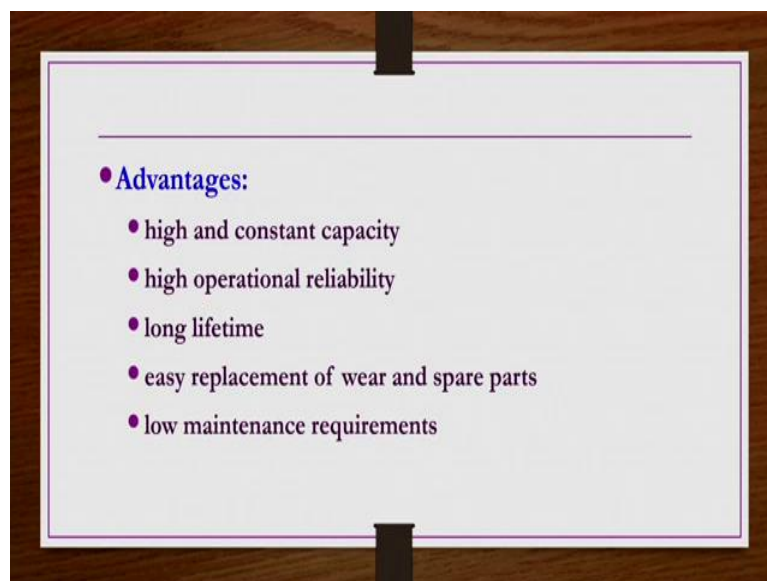 Advantages:
high and constant capacity
high operational reliability
long lifetime
easy replacement of wear and spare parts
low maintenance requirements